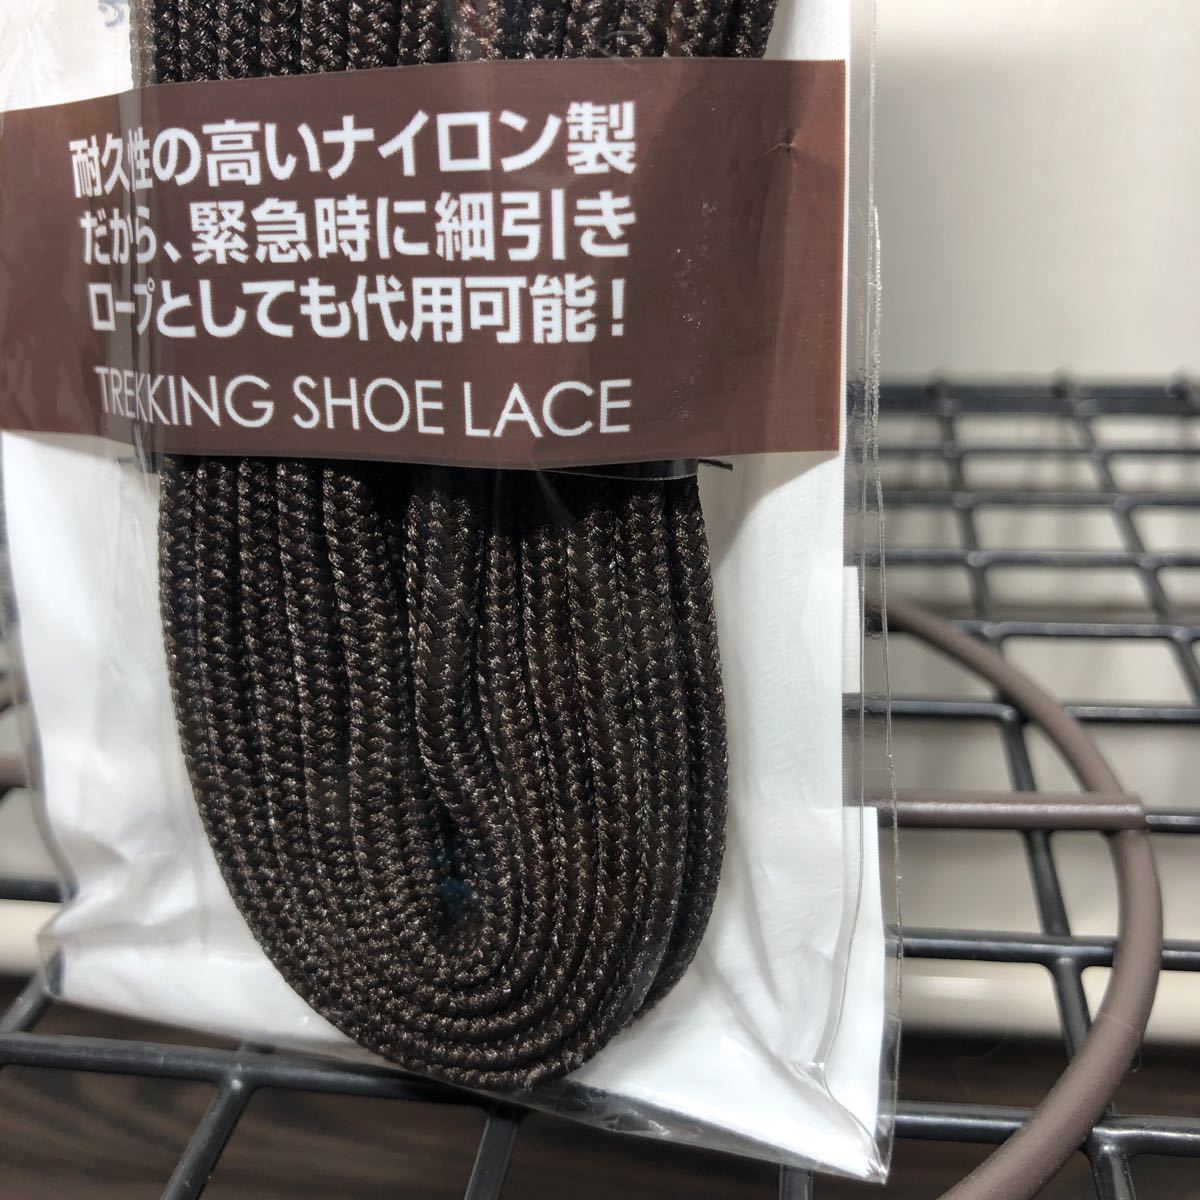 耐久性の高いナイロン製
だから、緊急時に細引き
ロープとしても代用可能！
TREKKING SHOE LACE